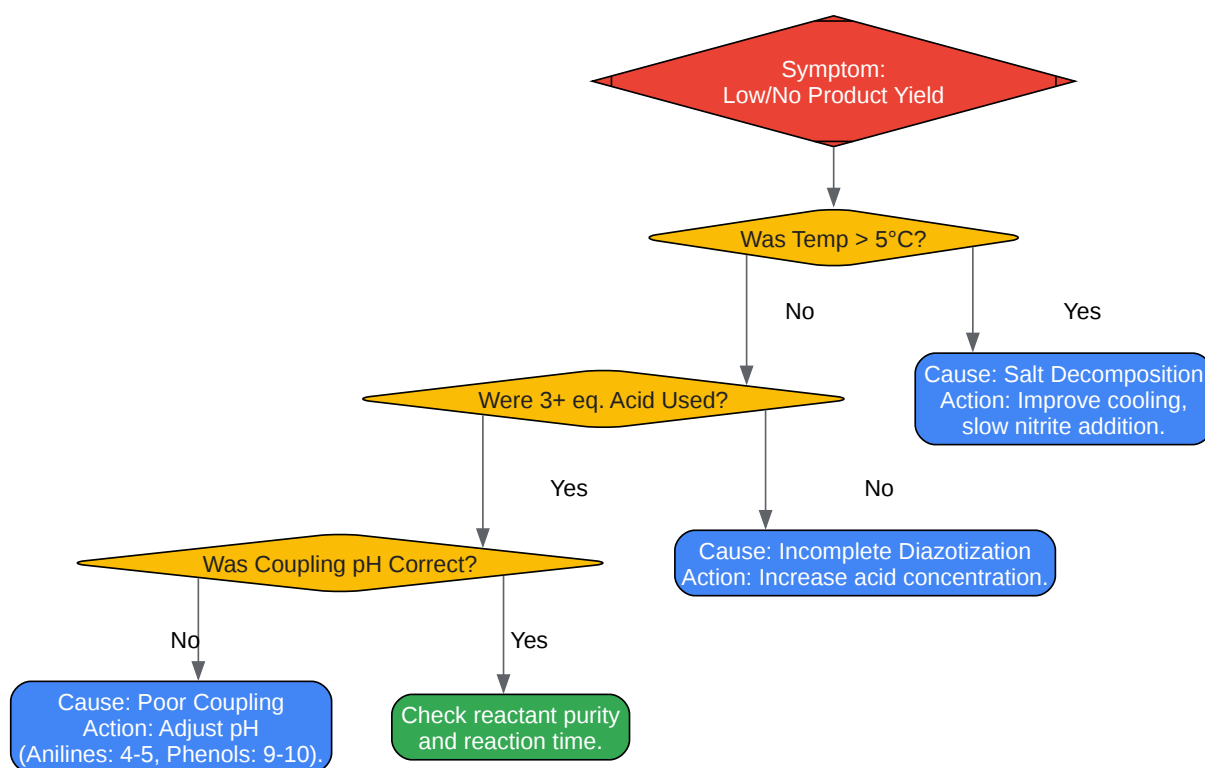 Symptom:
Low/No Product Yield
Was Temp > 5°C?
No
Yes
Cause: Salt Decomposition
Action: Improve cooling,
slow nitrite addition.
Were 3+ eq. Acid Used?
Yes
No
Cause: Incomplete Diazotization
Action: Increase acid concentration.
Was Coupling pH Correct?
No
Yes
Cause: Poor Coupling
Action: Adjust pH
(Anilines: 4-5, Phenols: 9-10).
Check reactant purity
and reaction time.